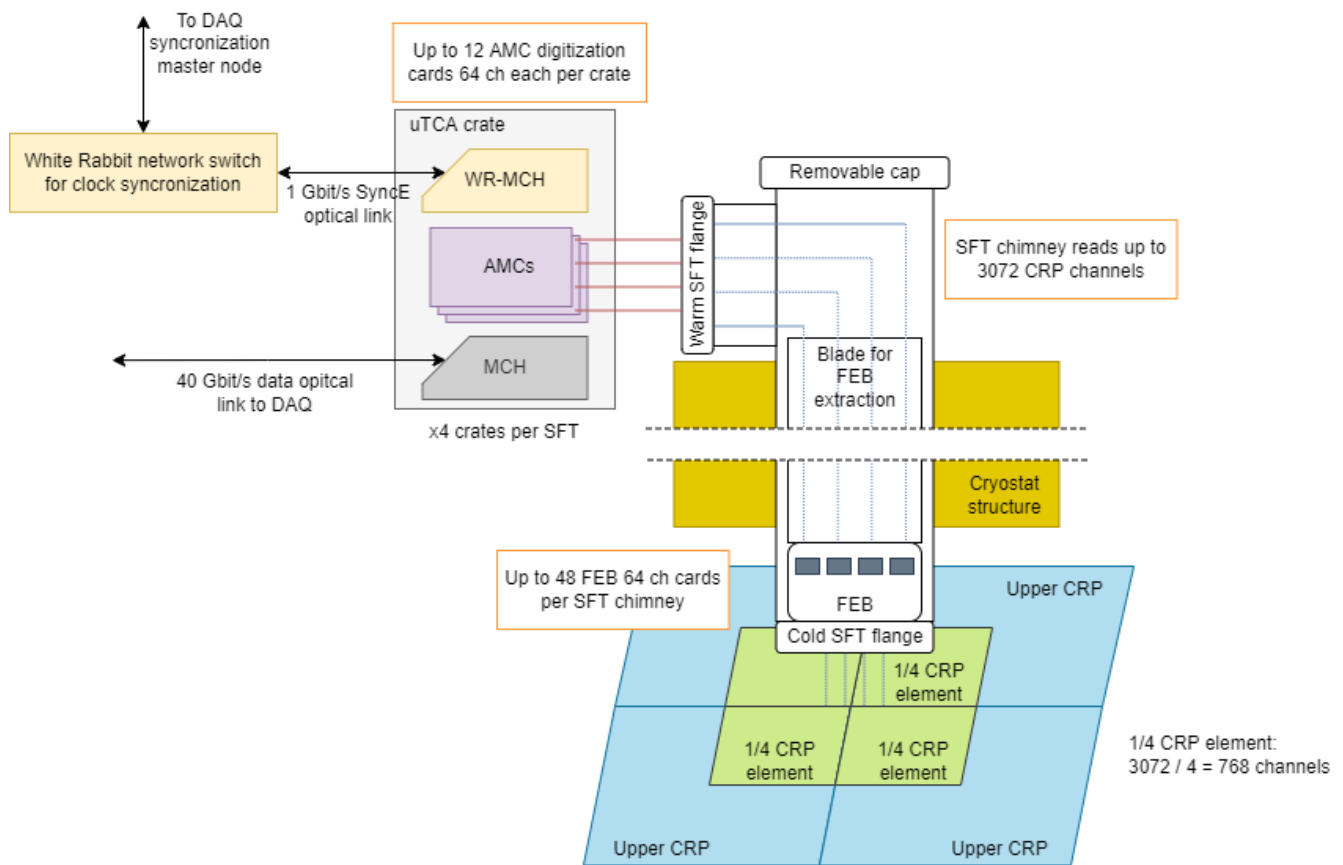 To DAQ
syncronization
master node
Up to 12 AMC digitization
cards 64 ch each per crate
uTCA crate
White Rabbit network switch
for clock syncronization
1 Gbit/s SyncE
optical link
WR-MCH
AMCs
MCH
40 Gbit/s data opitcal
link to DAQ
x4 crates per SFT
Removable cap
Warm SFT flange
SFT chimney reads up to
3072 CRP channels
Blade for
FEB
extraction
Cryostat
structure
Up to 48 FEB 64 ch cards
per SFT chimney
FEB
Cold SFT flange
Upper CRP
1/4 CRP
element
1/4 CRP
element
1/4 CRP
element
1/4 CRP element:
3072 / 4 = 768 channels
Upper CRP
Upper CRP